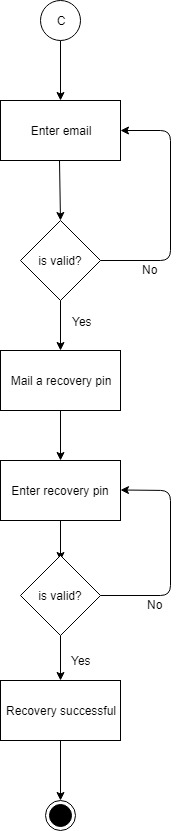 C
Enter email
is valid?
No
Yes
Mail a recovery pin
Enter recovery pin
is valid?
No
Yes
Recovery successful